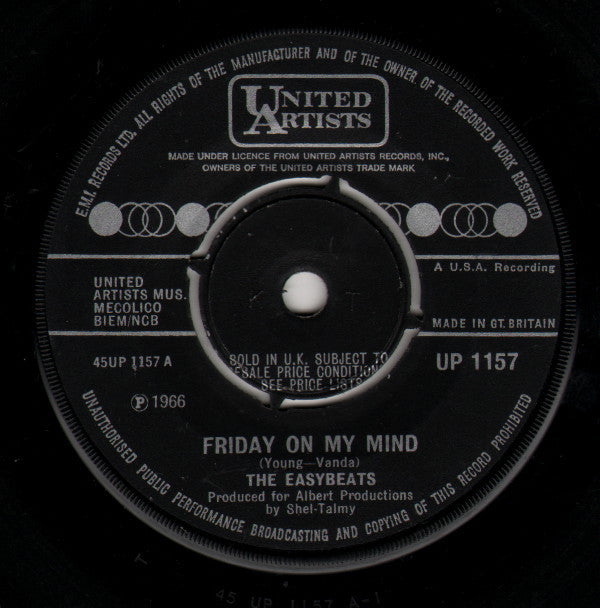 E.M.I. RECORDS LTD. ALL RIGHTS OF THE MANUFACTURER AND OF THE OWNER OF THE RECORDED WORK RESERVED
UNITED
ARTISTS
MADE UNDER LICENCE FROM UNITED ARTISTS RECORDS, INC.,
OWNERS OF THE UNITED ARTISTS TRADE MARK
A U.S.A. Recording
UNITED
ARTISTS MUS.
MECOLICO
BIEM/NCB
K T
MADE IN GT. BRITAIN
45UP 1157 A
SOLD IN U.K. SUBJECT TO
RESALE PRICE CONDITIONS,
SEE PRICE LISTS
UP 1157
℗ 1966
FRIDAY ON MY MIND
(Young—Vanda)
THE EASYBEATS
Produced for Albert Productions
by Shel-Talmy
UNAUTHORISED PUBLIC PERFORMANCE BROADCASTING AND COPYING OF THIS RECORD PROHIBITED
T
45 UP 1157 A-1